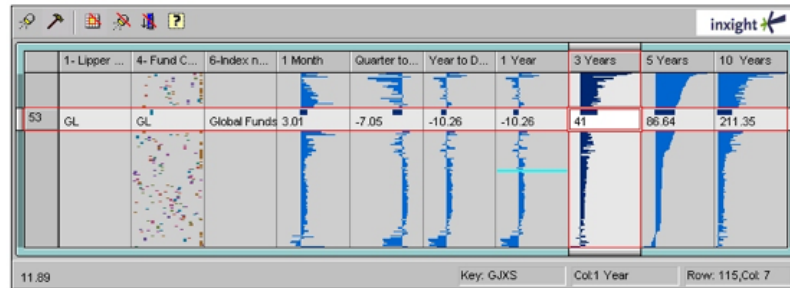 ?
inxight
1- Lipper ... 4- Fund C... 6-Index n... 1 Month Quarter to... Year to D... 1 Year 3 Years 5 Years 10 Years
53 GL GL Global Funds 3.01 -7.05 -10.26 -10.26 41 86.64 211.35
11.89 Key: GJXS Col:1 Year Row: 115,Col: 7